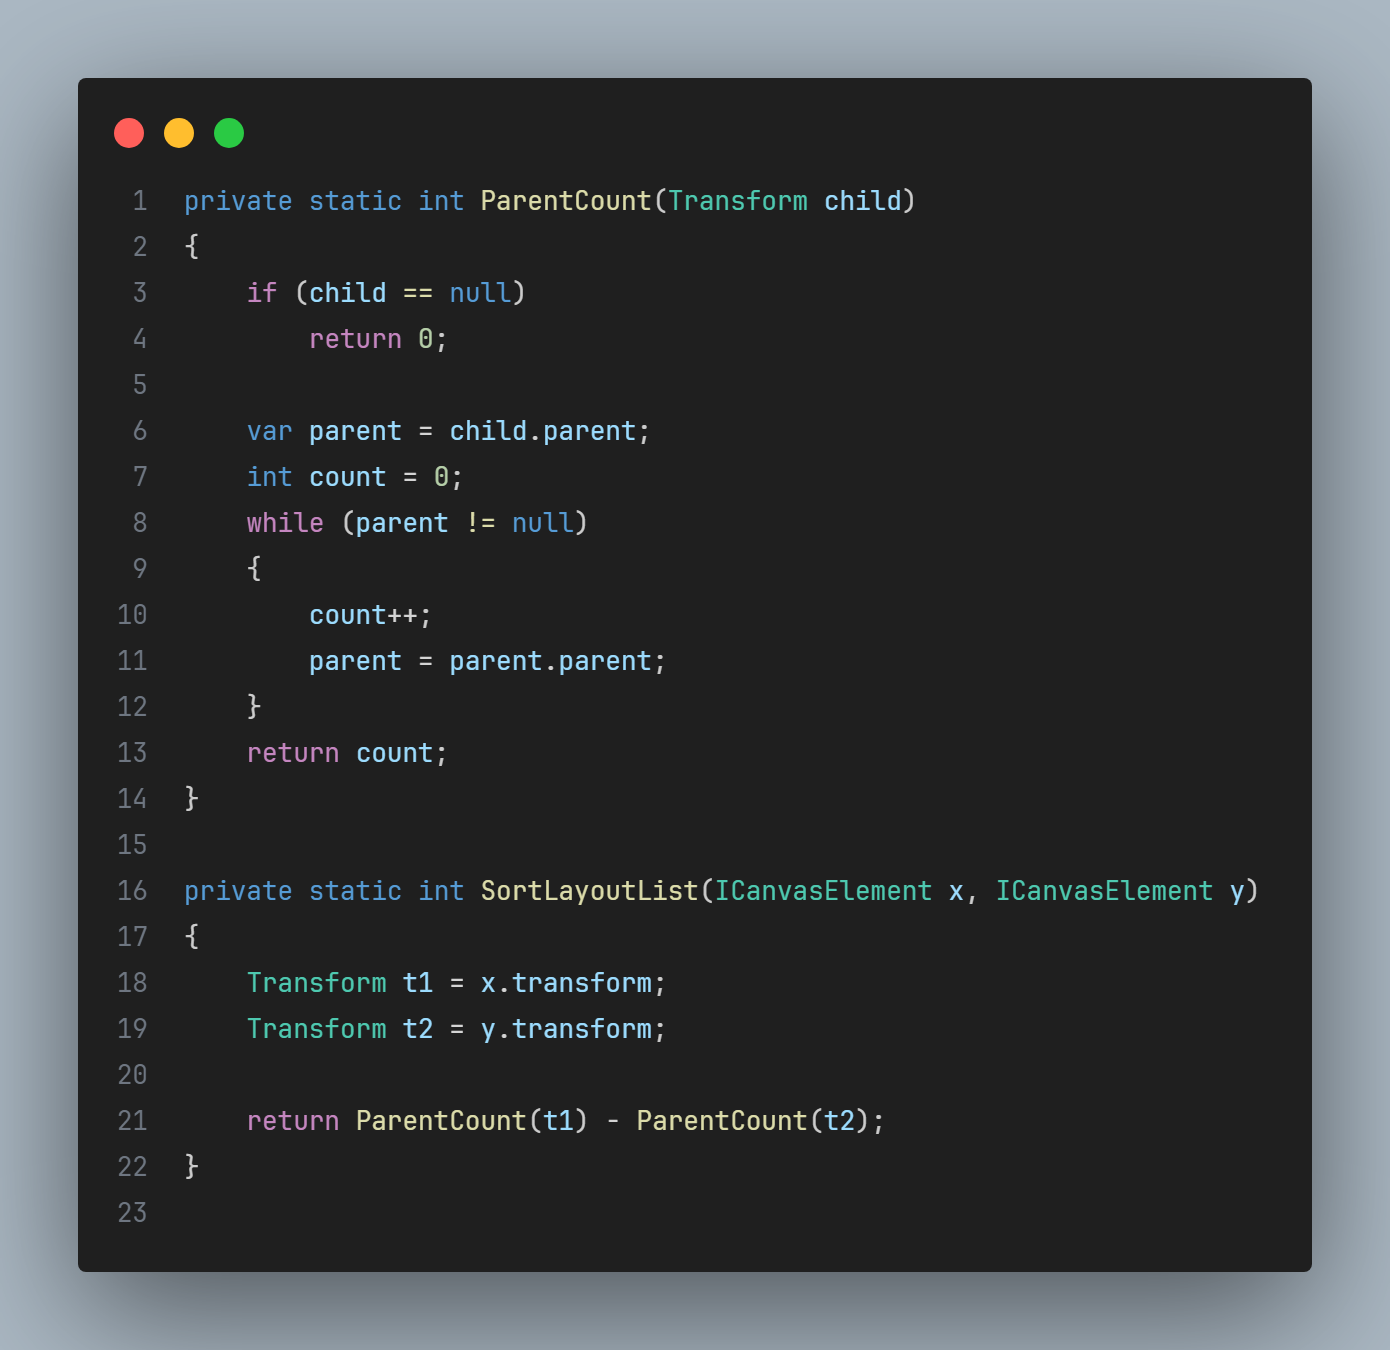 1 private static int ParentCount(Transform child)
2 {
3     if (child == null)
4         return 0;
5
6     var parent = child.parent;
7     int count = 0;
8     while (parent != null)
9     {
10         count++;
11         parent = parent.parent;
12     }
13     return count;
14 }
15
16 private static int SortLayoutList(ICanvasElement x, ICanvasElement y)
17 {
18     Transform t1 = x.transform;
19     Transform t2 = y.transform;
20
21     return ParentCount(t1) - ParentCount(t2);
22 }
23